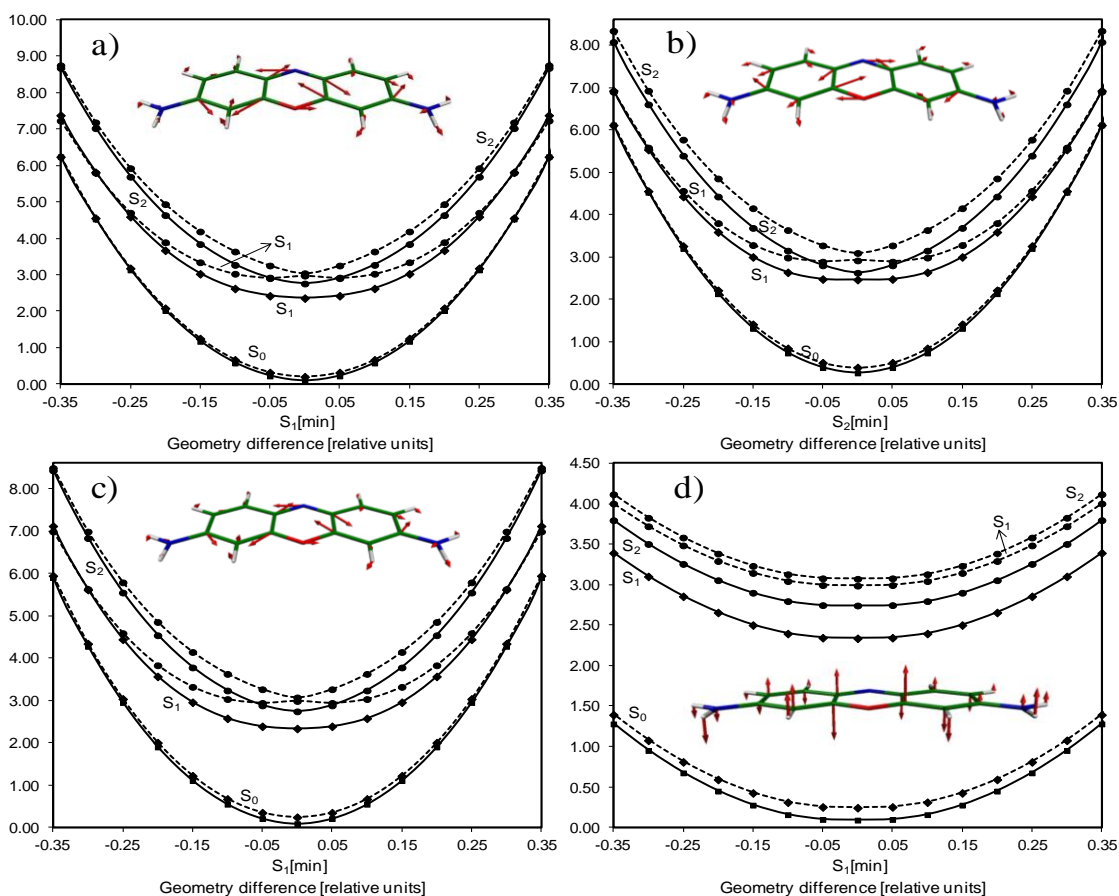 a)
10.00
9.00
8.00
7.00
6.00
5.00
4.00
3.00
2.00
1.00
0.00
S2
S2
S1
S1
S0
-0.35 -0.25 -0.15 -0.05 0.05 0.15 0.25 0.35
S1[min]
Geometry difference [relative units]
b)
8.00
7.00
6.00
5.00
4.00
3.00
2.00
1.00
0.00
S2
S1
S2
S1
S0
-0.35 -0.25 -0.15 -0.05 0.05 0.15 0.25 0.35
S2[min]
Geometry difference [relative units]
c)
8.00
7.00
6.00
5.00
4.00
3.00
2.00
1.00
0.00
S2
S1
S0
-0.35 -0.25 -0.15 -0.05 0.05 0.15 0.25 0.35
S1[min]
Geometry difference [relative units]
d)
4.50
4.00
3.50
3.00
2.50
2.00
1.50
1.00
0.50
0.00
S2
S1
S2
S1
S0
-0.35 -0.25 -0.15 -0.05 0.05 0.15 0.25 0.35
S1[min]
Geometry difference [relative units]